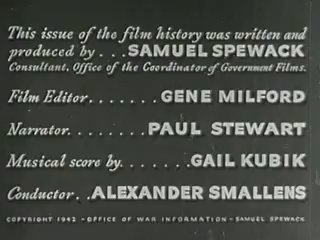 This issue of the film history was written and
produced by . . . SAMUEL SPEWACK
Consultant, Office of the Coordinator of Government Films.
Film Editor. . . . . . . GENE MILFORD
Narrator. . . . . . . . PAUL STEWART
Musical score by. . . . . . . GAIL KUBIK
Conductor . . ALEXANDER SMALLENS
COPYRIGHT 1942 - OFFICE OF WAR INFORMATION - SAMUEL SPEWACK